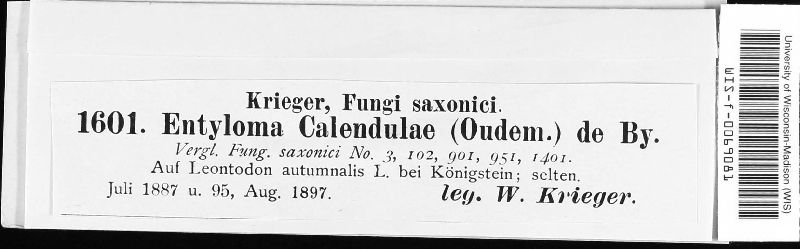 Krieger, Fungi saxonici.
1601. Entyloma Calendulae (Oudem.) de By.
Vergl. Fung. saxonici No. 3, 102, 901, 951, 1401.
Auf Leontodon autumnalis L. bei Königstein; selten.
Juli 1887 u. 95, Aug. 1897. leg. W. Krieger.
WIS-f-0069081
University of Wisconsin-Madison (WIS)